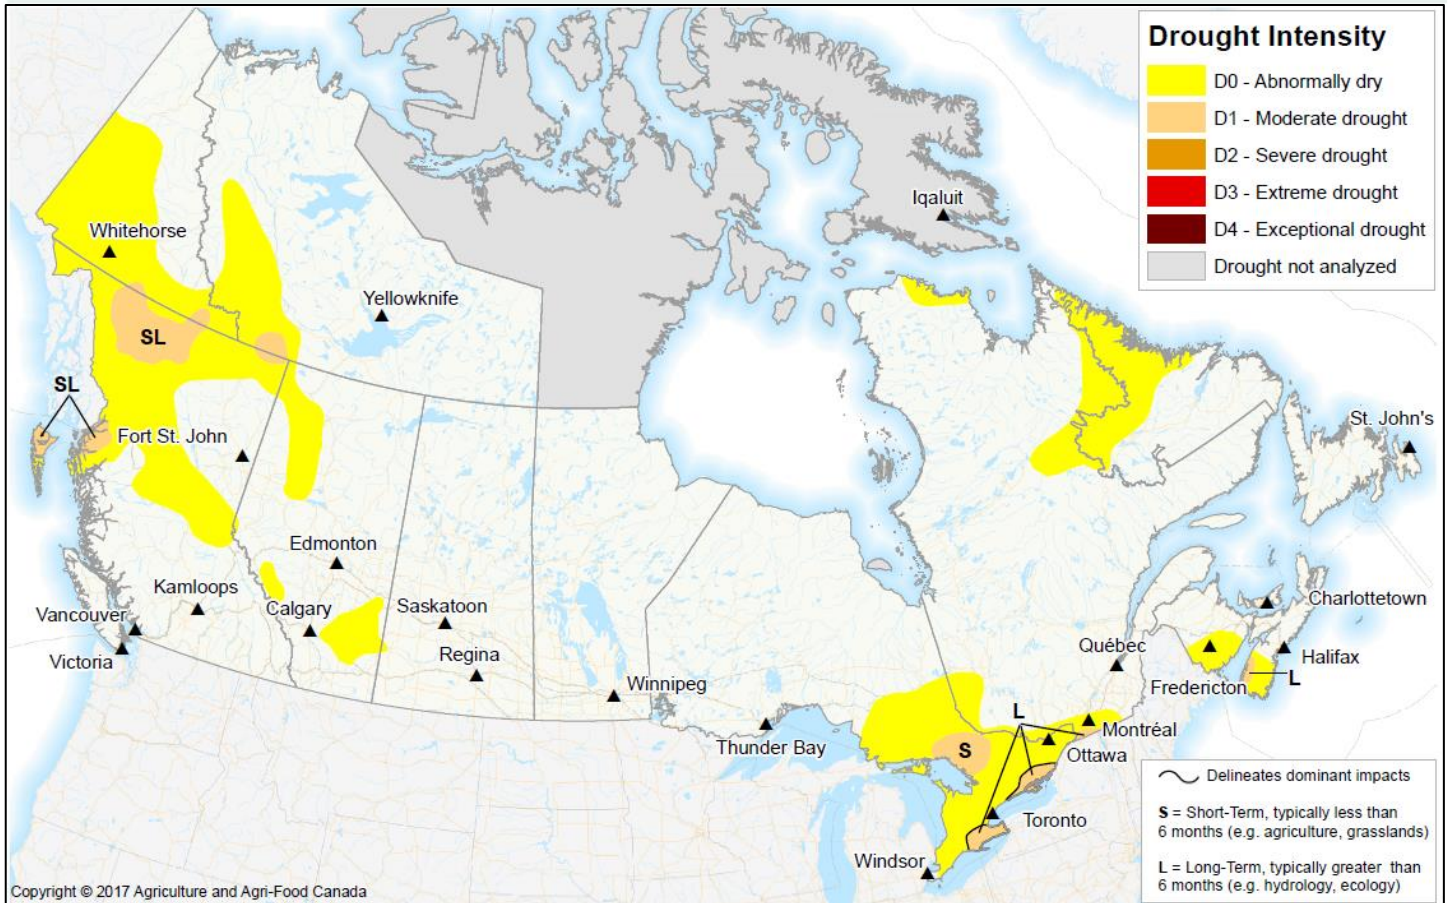 Drought Intensity
D0 - Abnormally dry
D1 - Moderate drought
D2 - Severe drought
D3 - Extreme drought
D4 - Exceptional drought
Drought not analyzed
Iqaluit
Whitehorse
Yellowknife
SL
SL
Fort St. John
St. John's
Edmonton
Kamloops
Calgary
Saskatoon
Vancouver
Victoria
Regina
Winnipeg
Thunder Bay
Charlottetown
Québec
Halifax
Fredericton
L
L
Montréal
S
Ottawa
Toronto
Windsor
Delineates dominant impacts
S = Short-Term, typically less than
6 months (e.g. agriculture, grasslands)
L = Long-Term, typically greater than
6 months (e.g. hydrology, ecology)
Copyright © 2017 Agriculture and Agri-Food Canada